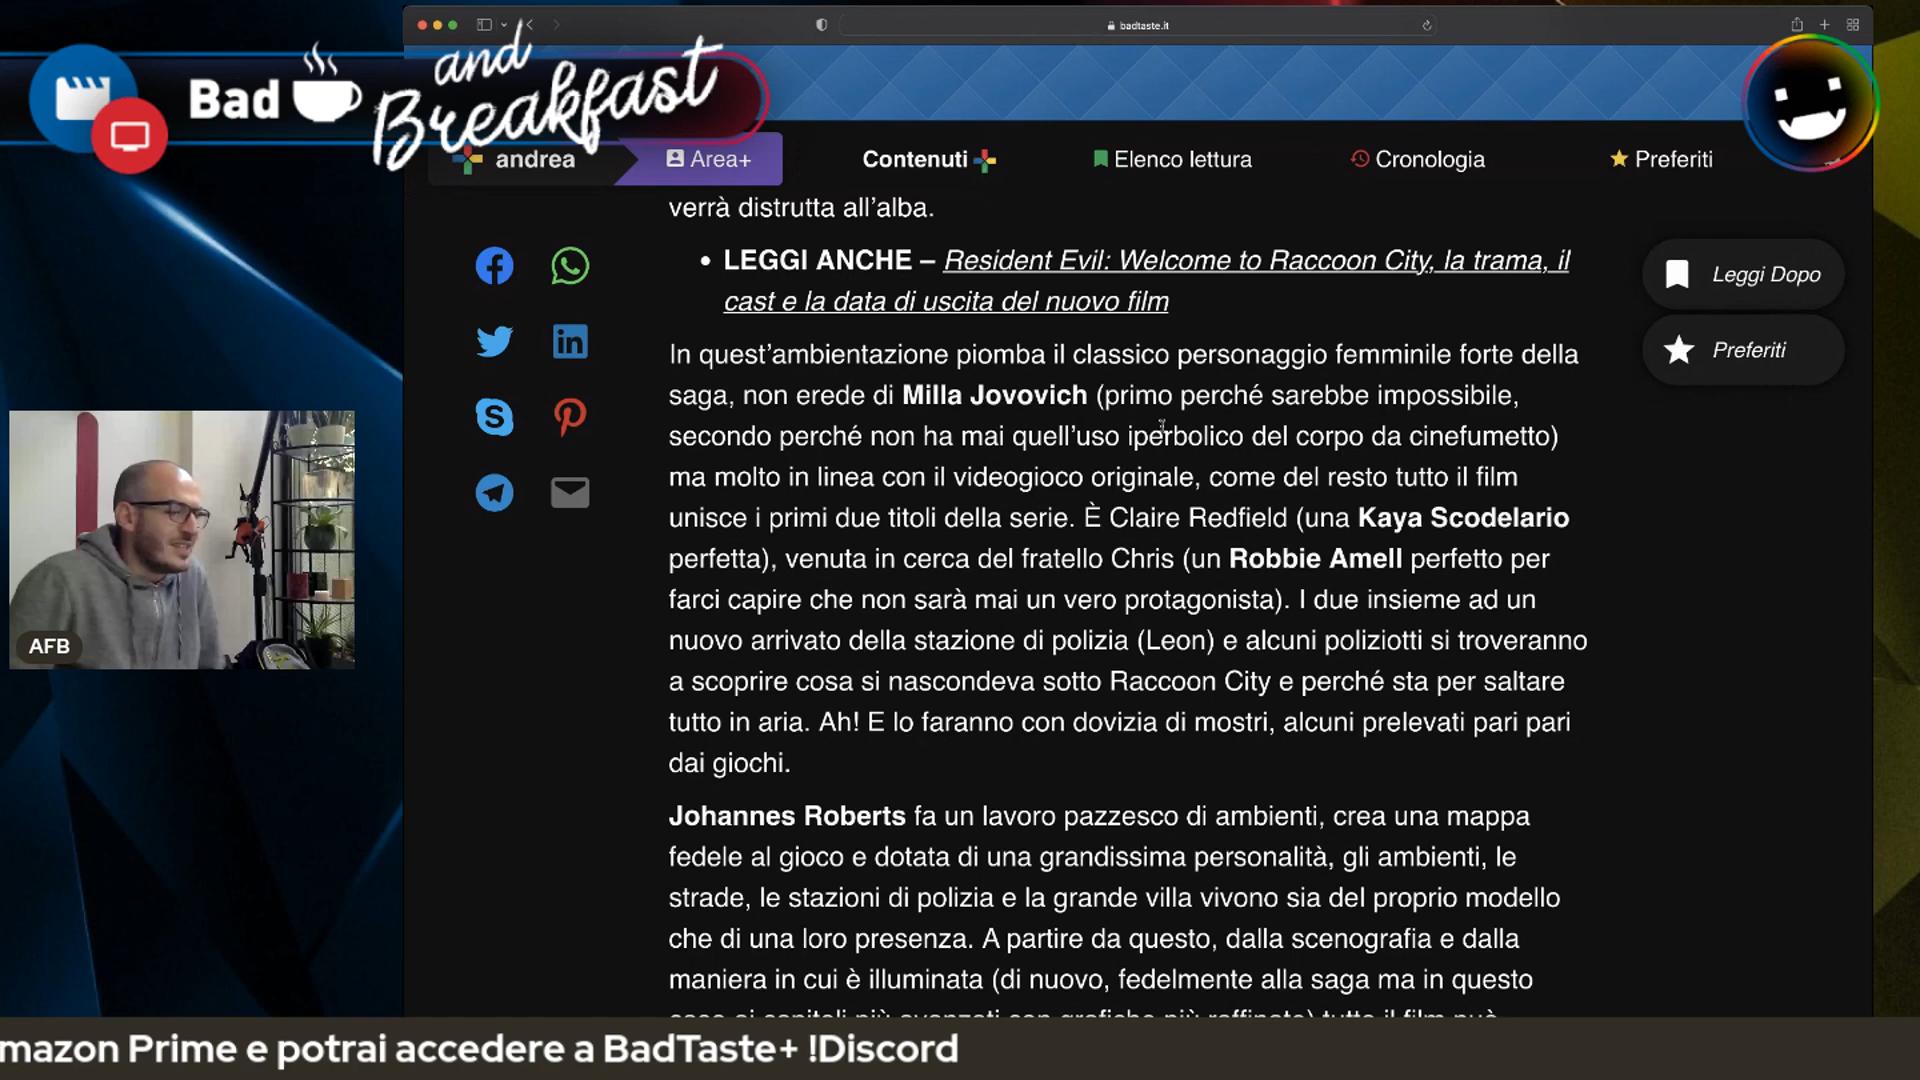 badtaste.it
Bad and Breakfast
andrea
Area+
Contenuti
Elenco lettura
Cronologia
Preferiti
verrà distrutta all’alba.
• LEGGI ANCHE – Resident Evil: Welcome to Raccoon City, la trama, il
cast e la data di uscita del nuovo film
Leggi Dopo
Preferiti
In quest’ambientazione piomba il classico personaggio femminile forte della
saga, non erede di Milla Jovovich (primo perché sarebbe impossibile,
secondo perché non ha mai quell’uso iperbolico del corpo da cinefumetto)
ma molto in linea con il videogioco originale, come del resto tutto il film
unisce i primi due titoli della serie. È Claire Redfield (una Kaya Scodelario
perfetta), venuta in cerca del fratello Chris (un Robbie Amell perfetto per
farci capire che non sarà mai un vero protagonista). I due insieme ad un
nuovo arrivato della stazione di polizia (Leon) e alcuni poliziotti si troveranno
a scoprire cosa si nascondeva sotto Raccoon City e perché sta per saltare
tutto in aria. Ah! E lo faranno con dovizia di mostri, alcuni prelevati pari pari
dai giochi.
Johannes Roberts fa un lavoro pazzesco di ambienti, crea una mappa
fedele al gioco e dotata di una grandissima personalità, gli ambienti, le
strade, le stazioni di polizia e la grande villa vivono sia del proprio modello
che di una loro presenza. A partire da questo, dalla scenografia e dalla
maniera in cui è illuminata (di nuovo, fedelmente alla saga ma in questo
AFB
mazon Prime e potrai accedere a BadTaste+ !Discord